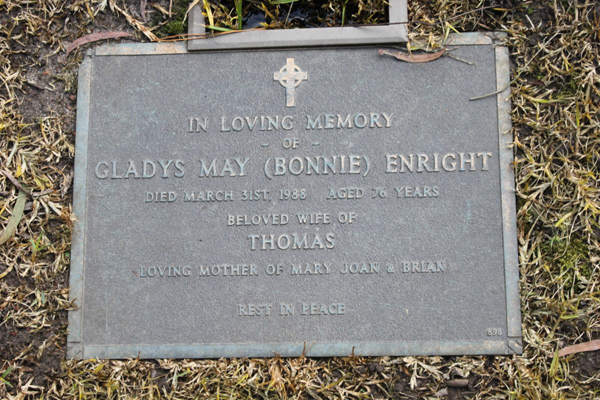 IN LOVING MEMORY
- OF -
GLADYS MAY (BONNIE) ENRIGHT
DIED MARCH 31ST, 1988 AGED 76 YEARS
BELOVED WIFE OF
THOMAS
LOVING MOTHER OF MARY JOAN & BRIAN
REST IN PEACE
898